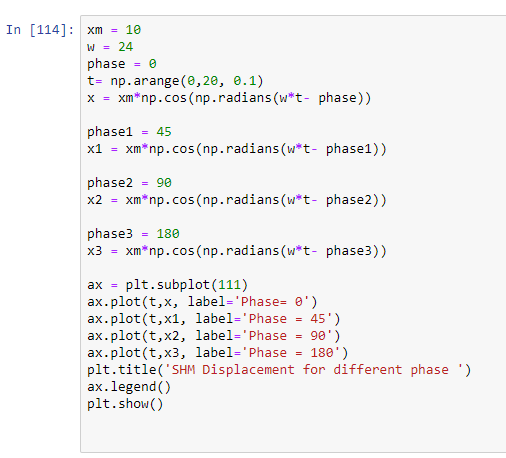 In [114]: xm = 10
w = 24
phase = 0
t= np.arange(0,20, 0.1)
x = xm*np.cos(np.radians(w*t- phase))
phase1 = 45
x1 = xm*np.cos(np.radians(w*t- phase1))
phase2 = 90
x2 = xm*np.cos(np.radians(w*t- phase2))
phase3 = 180
x3 = xm*np.cos(np.radians(w*t- phase3))
ax = plt.subplot(111)
ax.plot(t,x, label='Phase= 0')
ax.plot(t,x1, label='Phase = 45')
ax.plot(t,x2, label='Phase = 90')
ax.plot(t,x3, label='Phase = 180')
plt.title('SHM Displacement for different phase ')
ax.legend()
plt.show()